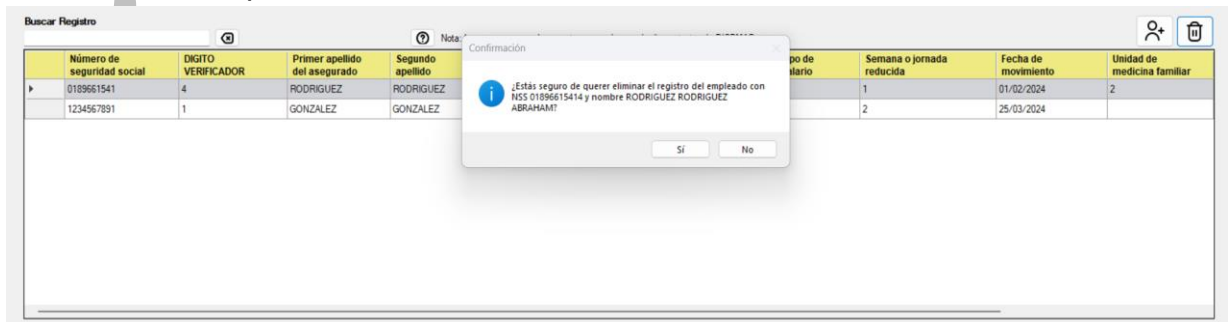 Buscar Registro
Nota:
Confirmación
Número de seguridad social
DIGITO VERIFICADOR
Primer apellido del asegurado
Segundo apellido
Semana o jornada reducida
Fecha de movimiento
Unidad de medicina familiar
0189661541 4 RODRIGUEZ RODRIGUEZ 1 01/02/2024 2
1234567891 1 GONZALEZ GONZALEZ 2 25/03/2024
¿Estás seguro de querer eliminar el registro del empleado con
NSS 01896615414 y nombre RODRIGUEZ RODRIGUEZ
ABRAHAM?
Sí No